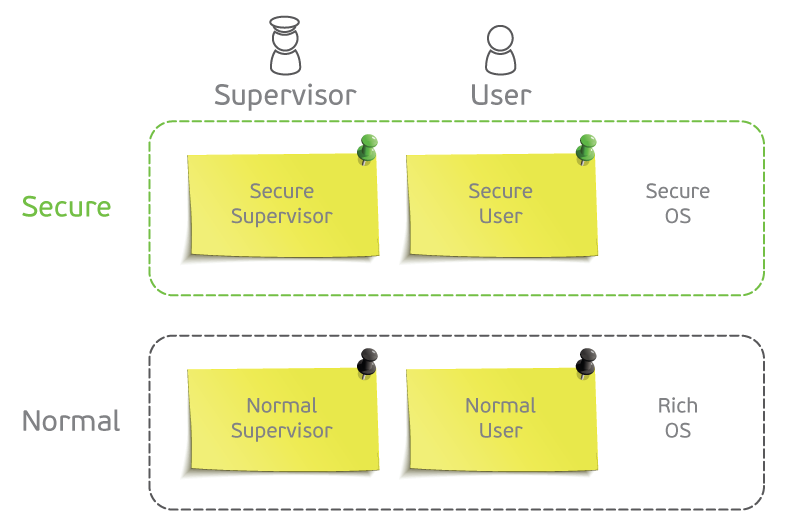 Supervisor
User
Secure
Secure
Supervisor
Secure
User
Secure
OS
Normal
Normal
Supervisor
Normal
User
Rich
OS